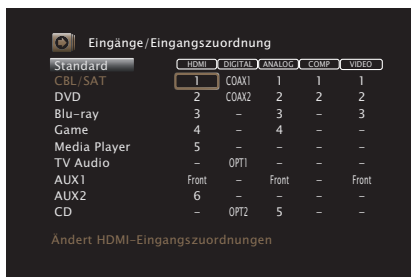 Eingänge/Eingangszuordnung
Standard HDMI DIGITAL ANALOG COMP VIDEO
CBL/SAT 1 COAX1 1 1 1
DVD 2 COAX2 2 2 2
Blu-ray 3 – 3 – 3
Game 4 – 4 – –
Media Player 5 – – – –
TV Audio – OPT1 – – –
AUX1 Front – Front – Front
AUX2 6 – – – –
CD – OPT2 5 – –
Ändert HDMI-Eingangszuordnungen